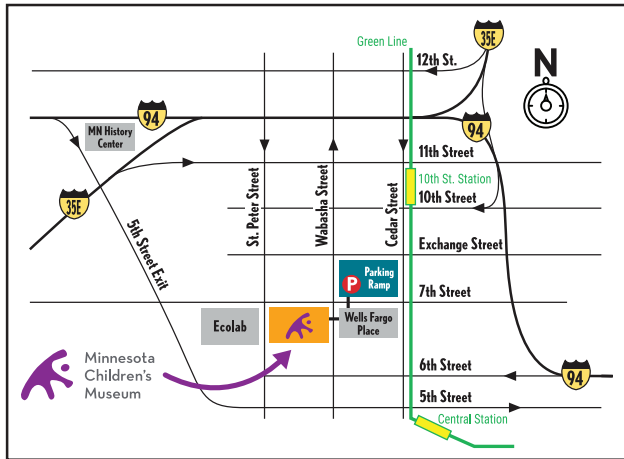 Green Line
35E
12th St.
N
94
MN History
Center
94
11th Street
10th St. Station
10th Street
35E
St. Peter Street
Wabasha Street
Cedar Street
5th Street Exit
Exchange Street
P
Parking
Ramp
7th Street
Ecolab
Wells Fargo
Place
Minnesota
Children's
Museum
6th Street
94
5th Street
Central Station